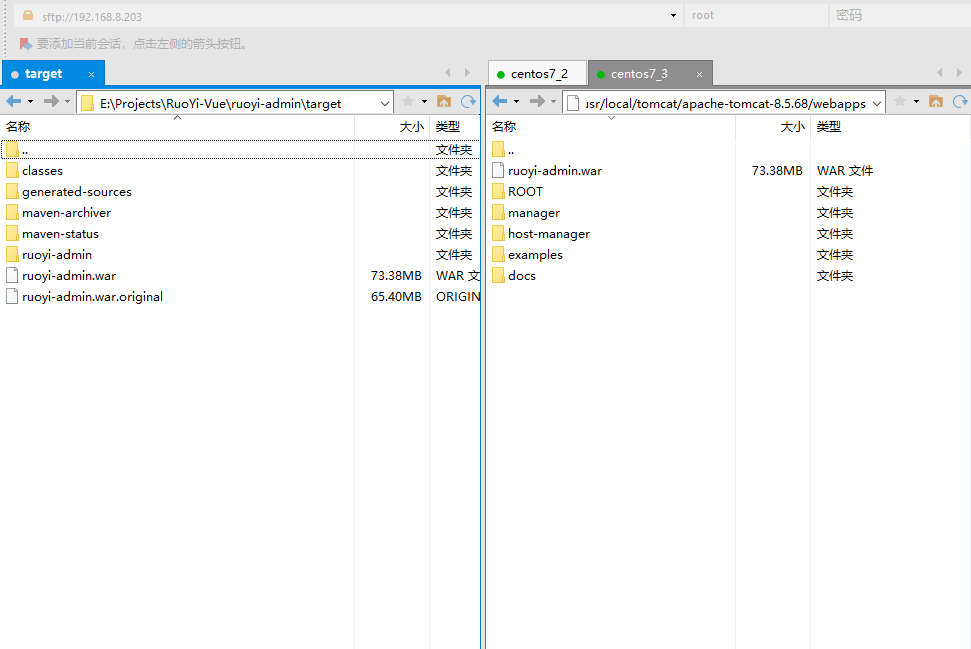 sftp://192.168.8.203 root 密码
要添加当前会话，点击左侧的箭头按钮。
target × centos7_2 centos7_3 ×
E:\Projects\RuoYi-Vue\ruoyi-admin\target
usr/local/tomcat/apache-tomcat-8.5.68/webapps
名称 大小 类型
.. 文件夹
classes 文件夹
generated-sources 文件夹
maven-archiver 文件夹
maven-status 文件夹
ruoyi-admin 文件夹
ruoyi-admin.war 73.38MB WAR 文
ruoyi-admin.war.original 65.40MB ORIGIN
名称 大小 类型
..
ruoyi-admin.war 73.38MB WAR 文件
ROOT 文件夹
manager 文件夹
host-manager 文件夹
examples 文件夹
docs 文件夹